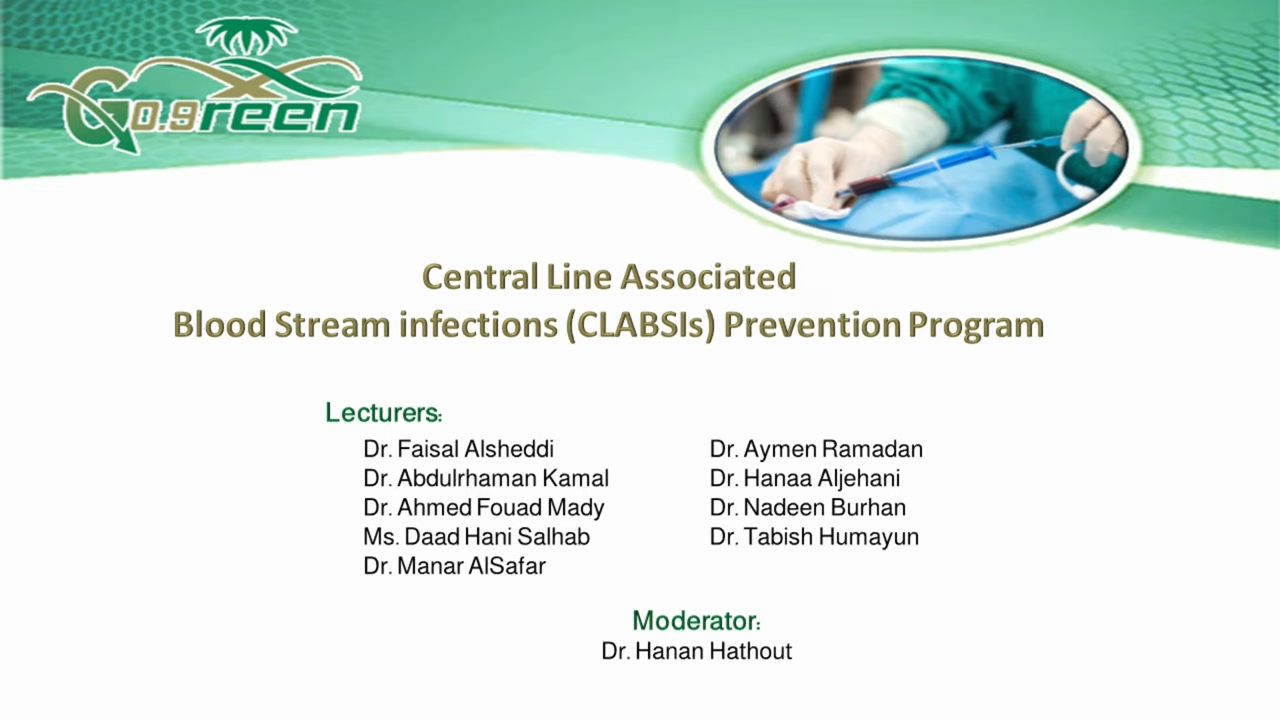 Go.green
Central Line Associated
Blood Stream infections (CLABSIs) Prevention Program
Lecturers:
Dr. Faisal Alsheddi
Dr. Abdulrhaman Kamal
Dr. Ahmed Fouad Mady
Ms. Daad Hani Salhab
Dr. Manar AlSafar
Dr. Aymen Ramadan
Dr. Hanaa Aljehani
Dr. Nadeen Burhan
Dr. Tabish Humayun
Moderator:
Dr. Hanan Hathout